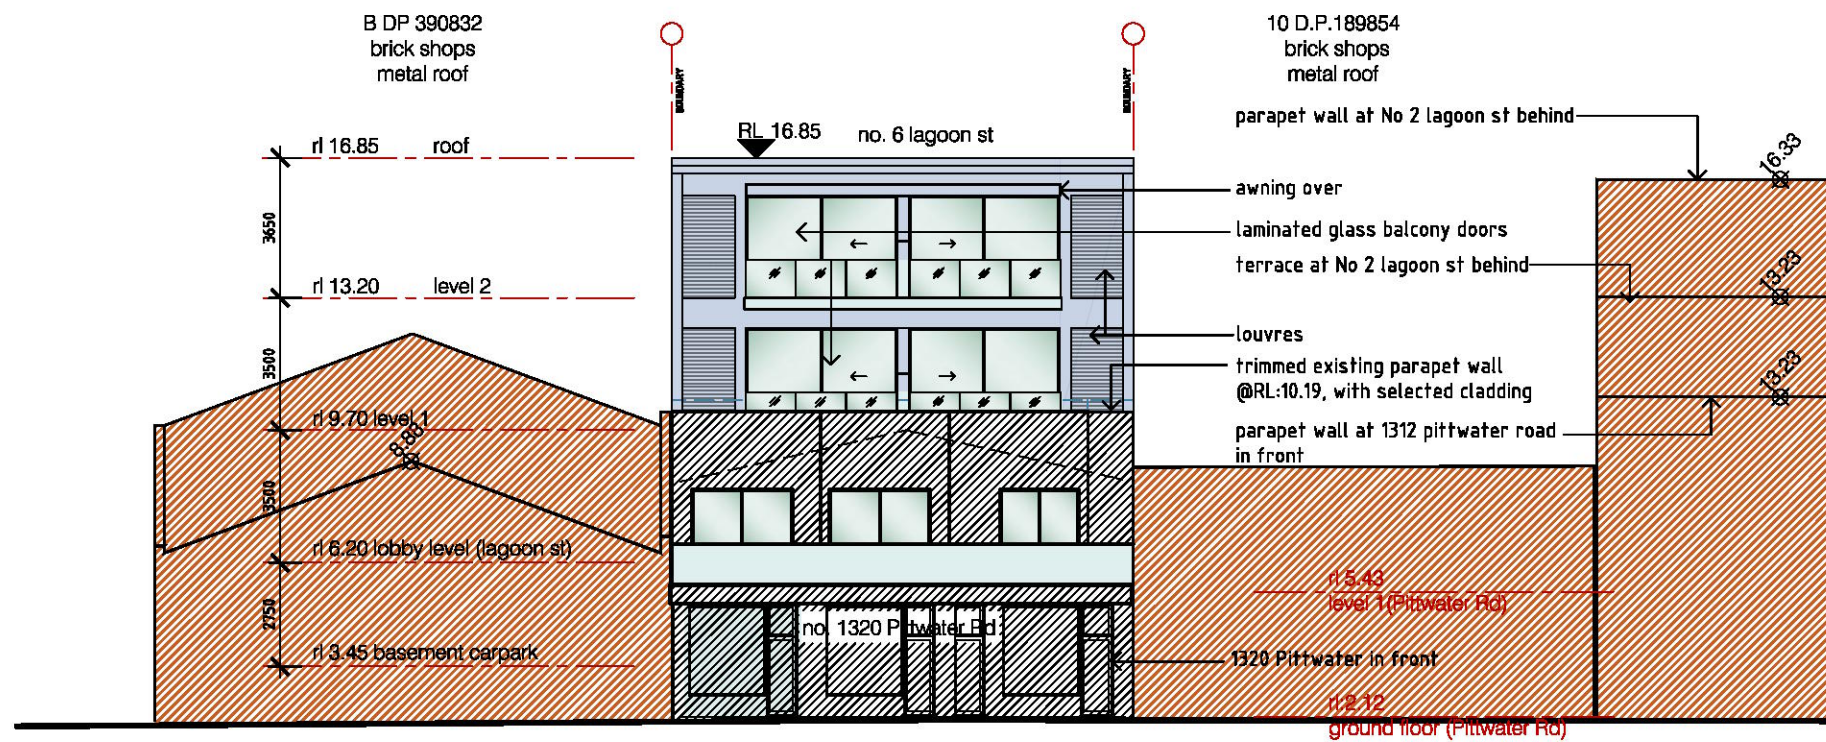 B DP 390832
brick shops
metal roof
10 D.P.189854
brick shops
metal roof
BOUNDARY
BOUNDARY
parapet wall at No 2 lagoon st behind
RL 16.85
no. 6 lagoon st
rl 16.85 roof
16.33
awning over
3650
laminated glass balcony doors
terrace at No 2 lagoon st behind
13.23
rl 13.20 level 2
louvres
3500
trimmed existing parapet wall
@RL:10.19, with selected cladding
13.23
rl 9.70 level 1
8.88
parapet wall at 1312 pittwater road
in front
3500
rl 6.20 lobby level (lagoon st)
rl 5.43
level 1(Pittwater Rd)
2750
no. 1320 Pittwater Rd
rl 3.45 basement carpark
1320 Pittwater in front
rl 2.12
ground floor (Pittwater Rd)